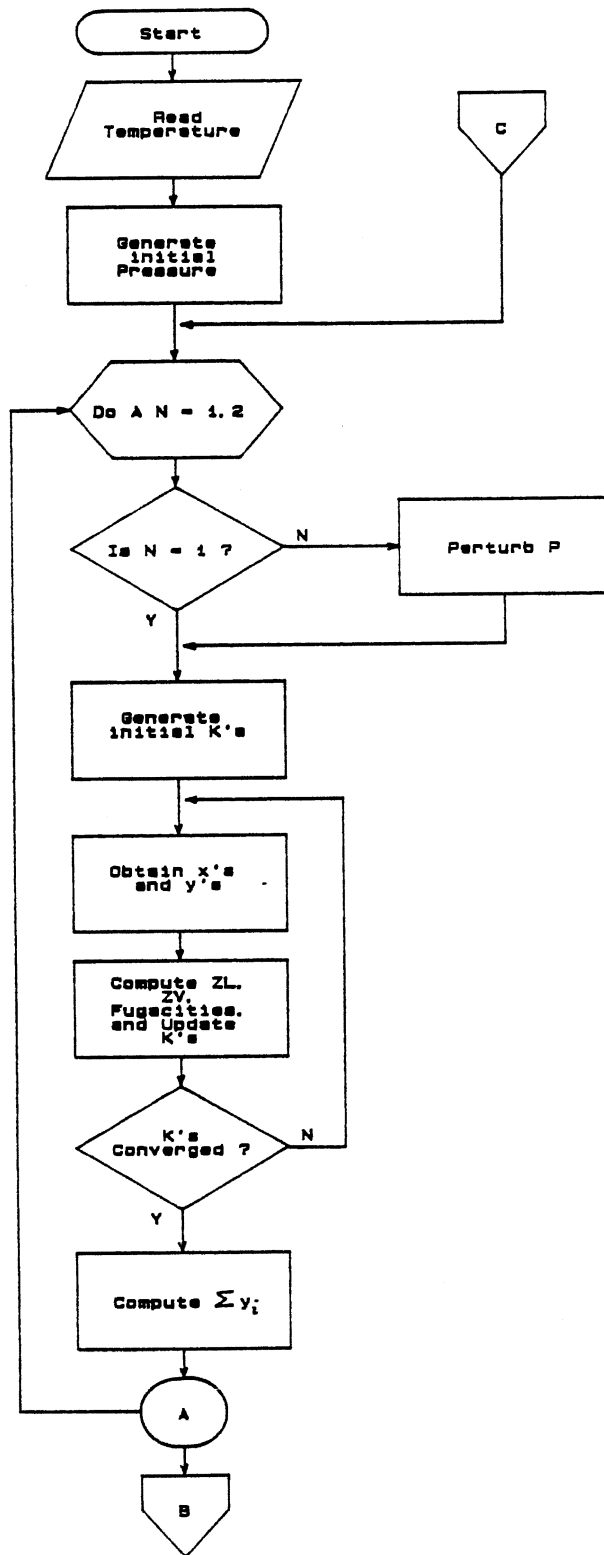 Start
Read
Temperature
C
Generate
initial
Pressure
Do A N = 1,2
Is N = 1 ?
N
Perturb P
Y
Generate
initial K's
Obtain x's
and y's
Compute ZL,
ZV,
Fugacities,
and Update
K's
K's
Converged ?
N
Y
Compute Σ yᵢ
A
B